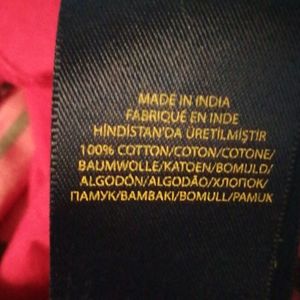 MADE IN INDIA
FABRIQUÉ EN INDE
HİNDİSTAN'DA ÜRETİLMİŞTİR
100% COTTON/COTON/COTONE/
BAUMWOLLE/KATOEN/BOMULD/
ALGODÓN/ALGODÃO/ХЛОПОК/
ПАМУК/BAMBAKI/BOMULL/PAMUK